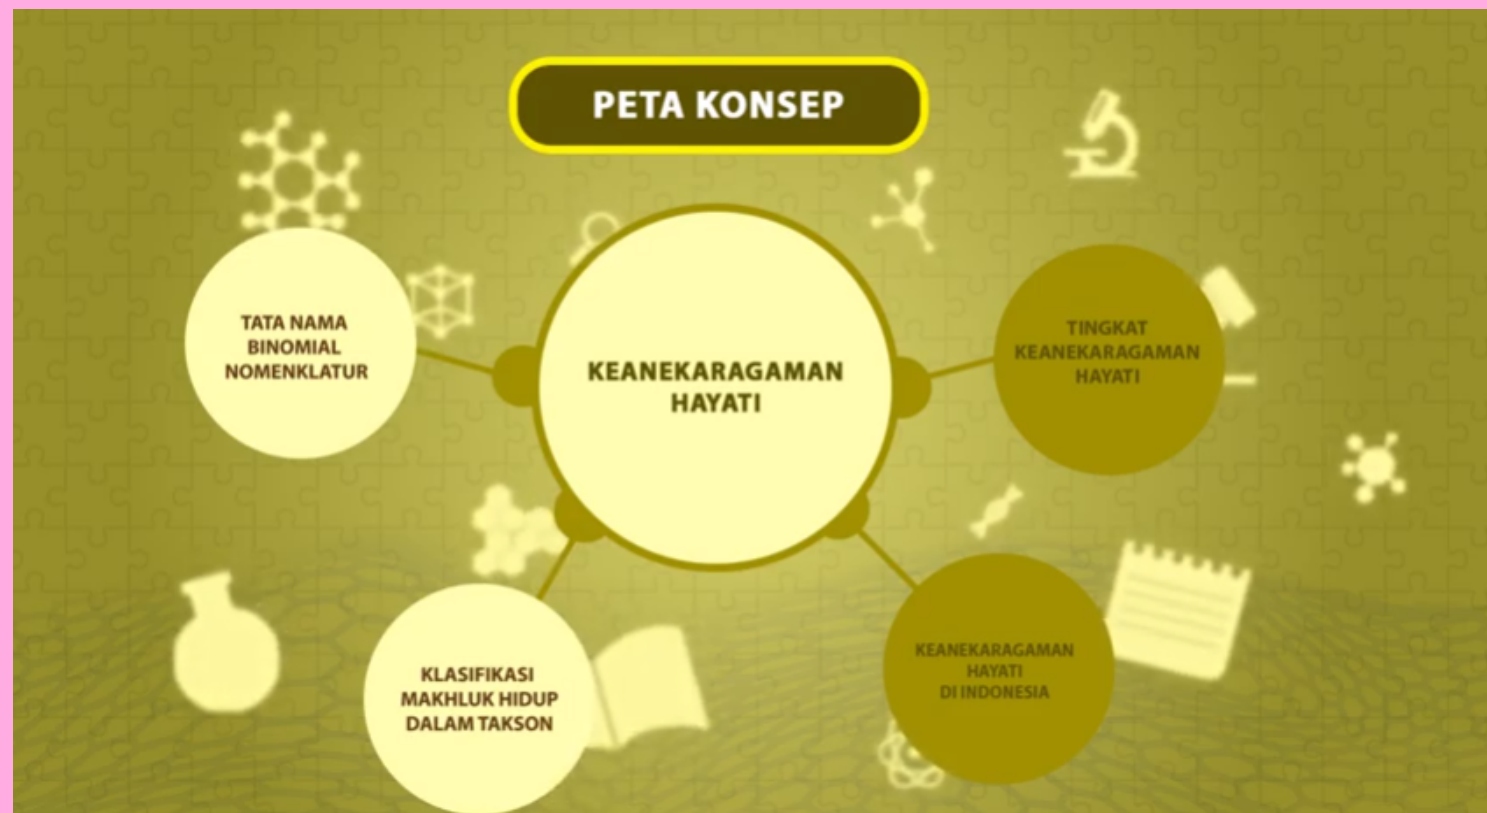 PETA KONSEP
TATA NAMA
BINOMIAL
NOMENKLATUR
KEANEKARAGAMAN
HAYATI
TINGKAT
KEANEKARAGAMAN
HAYATI
KLASIFIKASI
MAKHLUK HIDUP
DALAM TAKSON
KEANEKARAGAMAN
HAYATI
DI INDONESIA